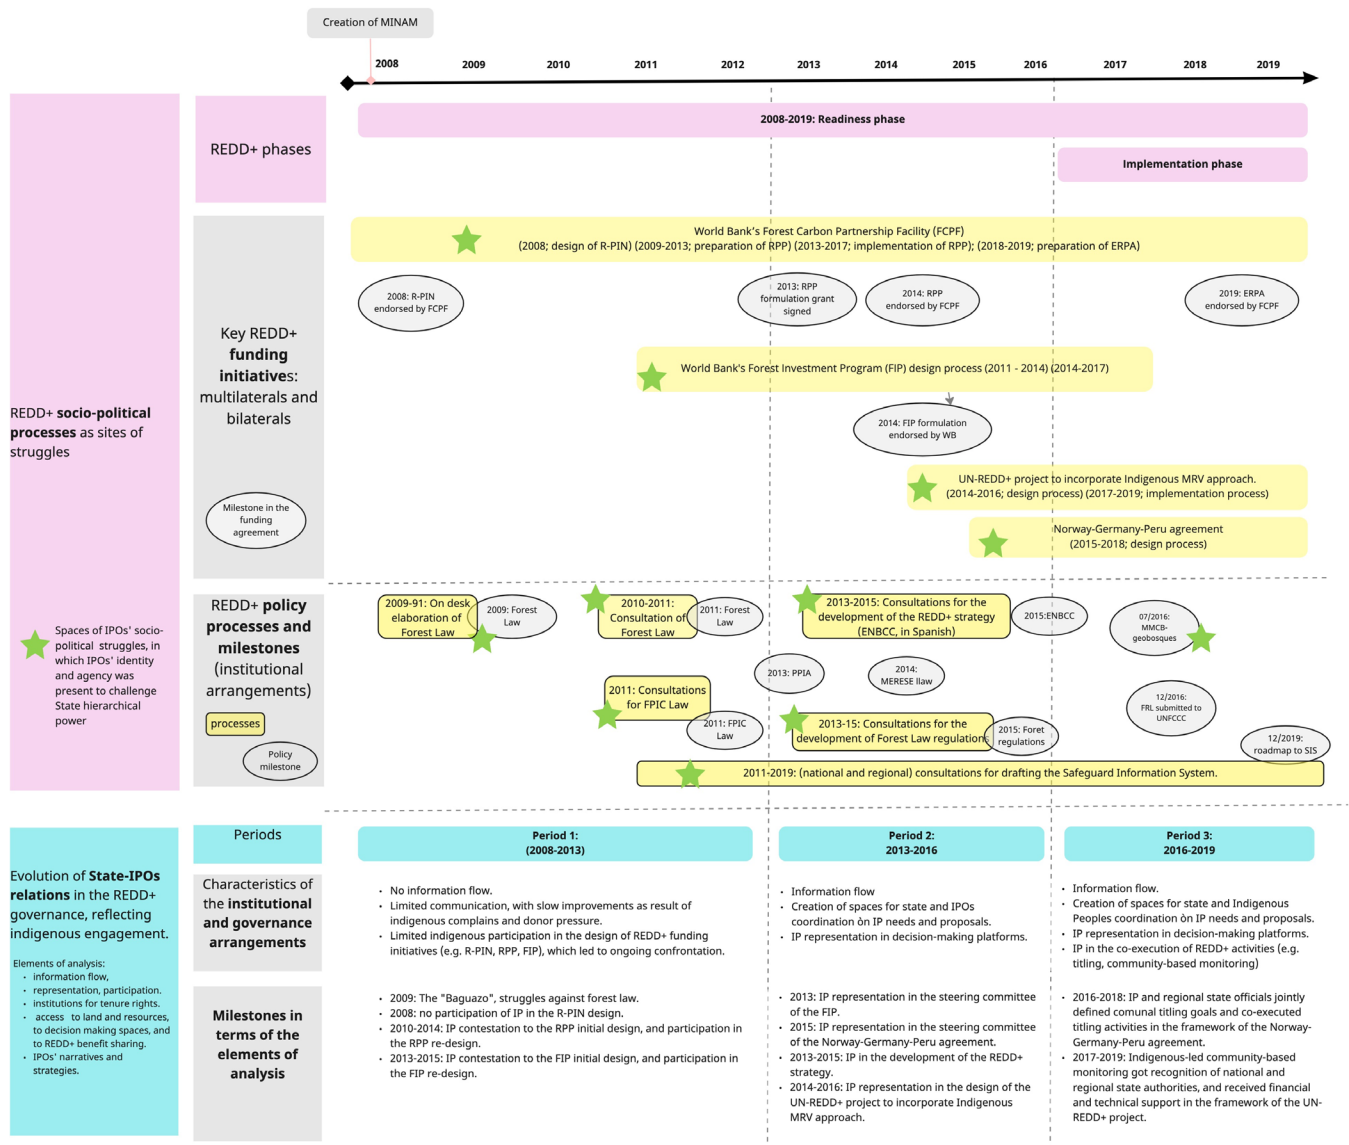 Creation of MINAM
2008 2009 2010 2011 2012 2013 2014 2015 2016 2017 2018 2019
REDD+ socio-political
processes as sites of
struggles
Spaces of IPOs' socio-
political struggles, in
which IPOs' identity
and agency was
present to challenge
State hierarchical
power
REDD+ phases
2008-2019: Readiness phase
Implementation phase
Key REDD+
funding
initiatives:
multilaterals and
bilaterals
Milestone in the
funding
agreement
World Bank's Forest Carbon Partnership Facility (FCPF)
(2008; design of R-PIN) (2009-2013; preparation of RPP) (2013-2017; implementation of RPP); (2018-2019; preparation of ERPA)
2008: R-PIN
endorsed by FCPF
2013: RPP
formulation grant
signed
2014: RPP
endorsed by FCPF
2019: ERPA
endorsed by FCPF
World Bank's Forest Investment Program (FIP) design process (2011 - 2014) (2014-2017)
2014: FIP formulation
endorsed by WB
UN-REDD+ project to incorporate Indigenous MRV approach.
(2014-2016; design process) (2017-2019; implementation process)
Norway-Germany-Peru agreement
(2015-2018; design process)
REDD+ policy
processes and
milestones
(institutional
arrangements)
processes
Policy
milestone
2009-91: On desk
elaboration of
Forest Law
2009: Forest
Law
2010-2011:
Consultation of
Forest Law
2011: Forest
Law
2013-2015: Consultations for the
development of the REDD+ strategy
(ENBCC, in Spanish)
2015:ENBCC
07/2016:
MMCB-
geobosques
2011: Consultations
for FPIC Law
2011: FPIC
Law
2013: PPIA
2014:
MERESE llaw
2013-15: Consultations for the
development of Forest Law regulations
2015: Foret
regulations
12/2016:
FRL submitted to
UNFCCC
12/2019:
roadmap to SIS
2011-2019: (national and regional) consultations for drafting the Safeguard Information System.
Evolution of State-IPOs
relations in the REDD+
governance, reflecting
indigenous engagement.
Elements of analysis:
• information flow,
• representation, participation.
• institutions for tenure rights.
• access to land and resources,
to decision making spaces, and
to REDD+ benefit sharing.
• IPOs' narratives and
strategies.
Periods
Period 1:
(2008-2013)
Period 2:
2013-2016
Period 3:
2016-2019
Characteristics of
the institutional
and governance
arrangements
• No information flow.
• Limited communication, with slow improvements as result of
indigenous complains and donor pressure.
• Limited indigenous participation in the design of REDD+ funding
initiatives (e.g. R-PIN, RPP, FIP), which led to ongoing confrontation.
• Information flow
• Creation of spaces for state and IPOs
coordination òn IP needs and proposals.
• IP representation in decision-making platforms.
• Information flow.
• Creation of spaces for state and Indigenous
Peoples coordination òn IP needs and proposals.
• IP representation in decision-making platforms.
• IP in the co-execution of REDD+ activities (e.g.
titling, community-based monitoring)
Milestones in
terms of the
elements of
analysis
• 2009: The "Baguazo", struggles against forest law.
• 2008: no participation of IP in the R-PIN design.
• 2010-2014: IP contestation to the RPP initial design, and participation in
the RPP re-design.
• 2013-2015: IP contestation to the FIP initial design, and participation in
the FIP re-design.
• 2013: IP representation in the steering committee
of the FIP.
• 2015: IP representation in the steering committee
of the Norway-Germany-Peru agreement.
• 2013-2015: IP in the development of the REDD+
strategy.
• 2014-2016: IP representation in the design of the
UN-REDD+ project to incorporate Indigenous
MRV approach.
• 2016-2018: IP and regional state officials jointly
defined comunal titling goals and co-executed
titling activities in the framework of the Norway-
Germany-Peru agreement.
• 2017-2019: Indigenous-led community-based
monitoring got recognition of national and
regional state authorities, and received financial
and technical support in the framework of the UN-
REDD+ project.